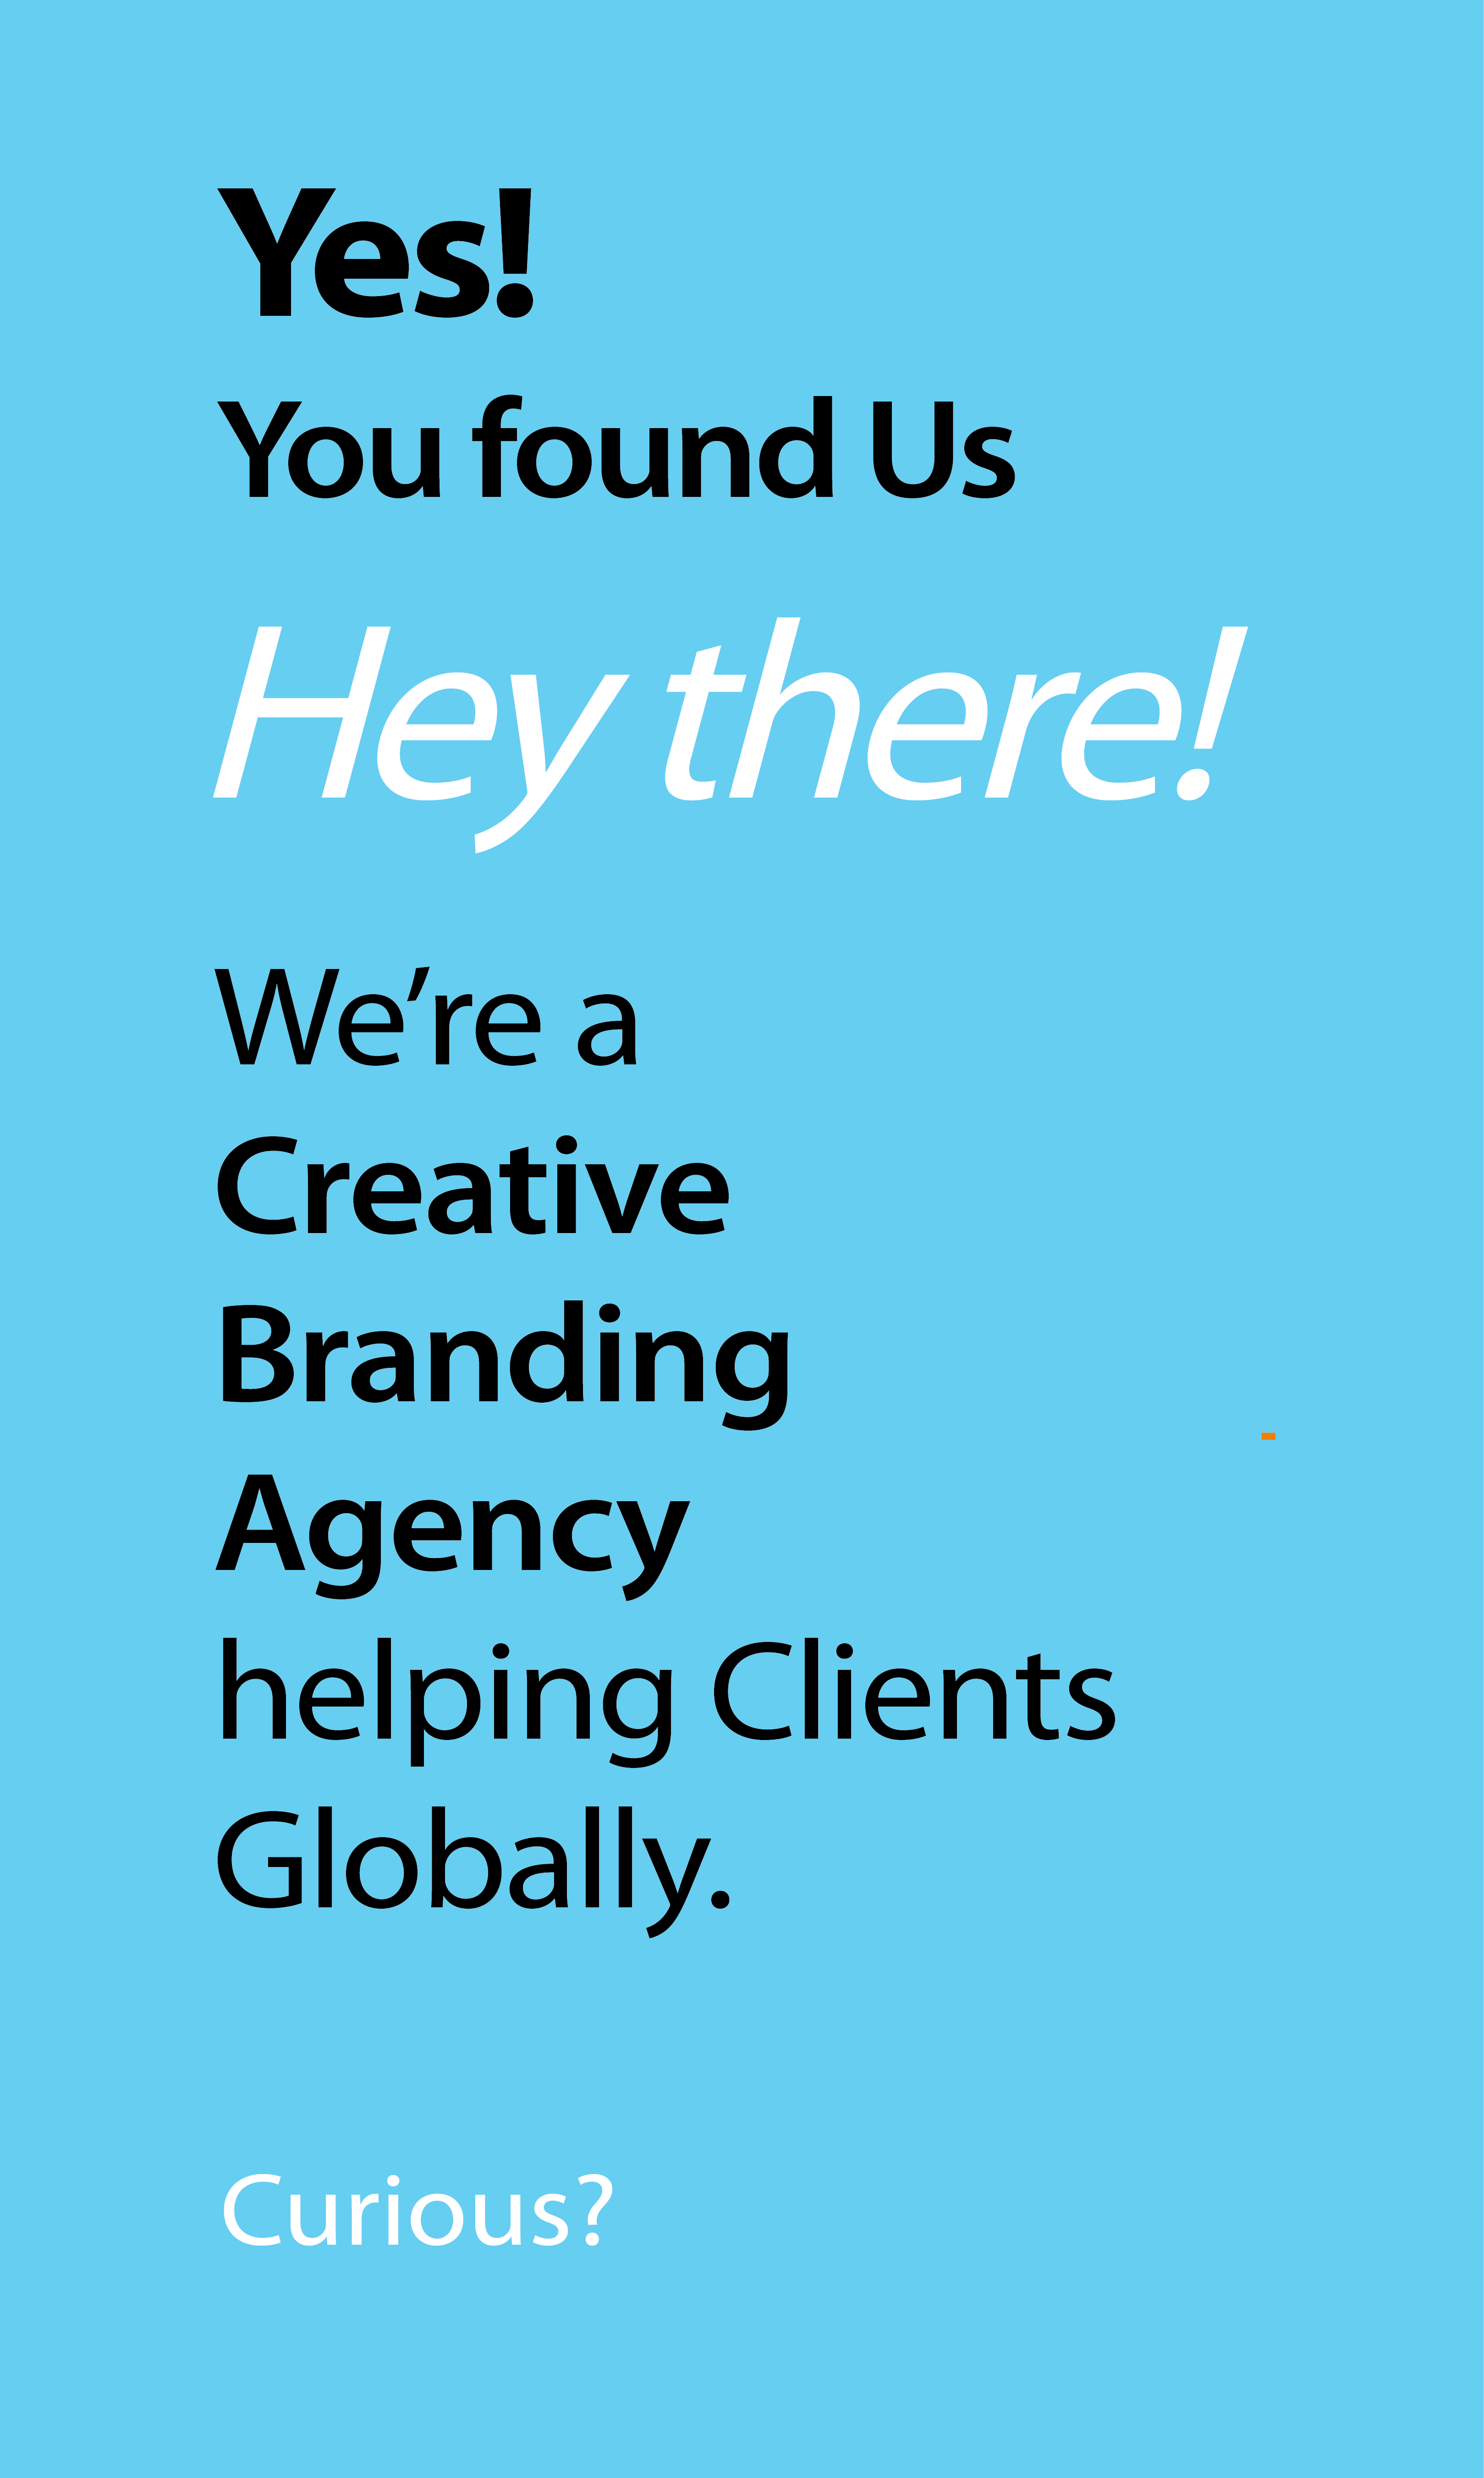 Yes!
You found Us
Hey there!
We’re a
Creative
Branding
Agency
helping Clients
Globally.
Curious?